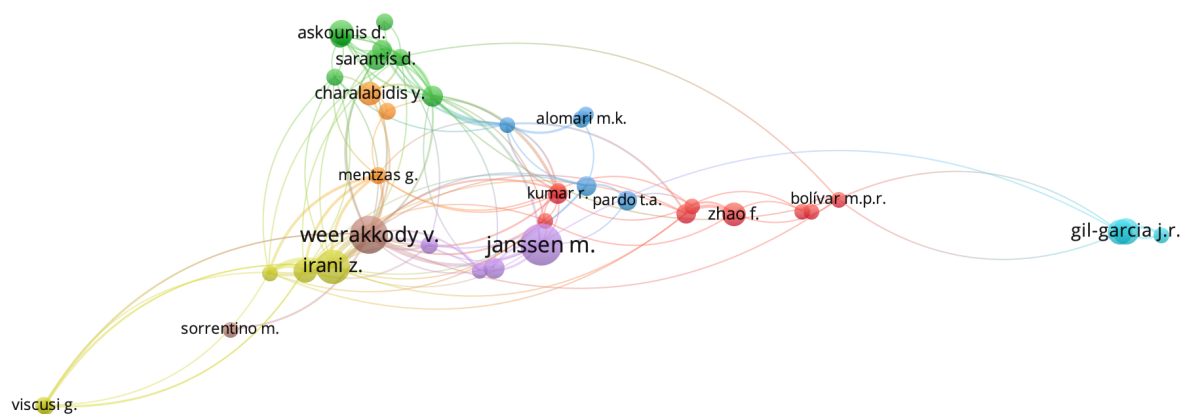 askounis d.
sarantis d.
charalabidis y.
alomari m.k.
mentzas g.
kumar r.
pardo t.a.
bolívar m.p.r.
zhao f.
weerakkody v.
janssen m.
gil-garcia j.r.
irani z.
sorrentino m.
viscusi g.